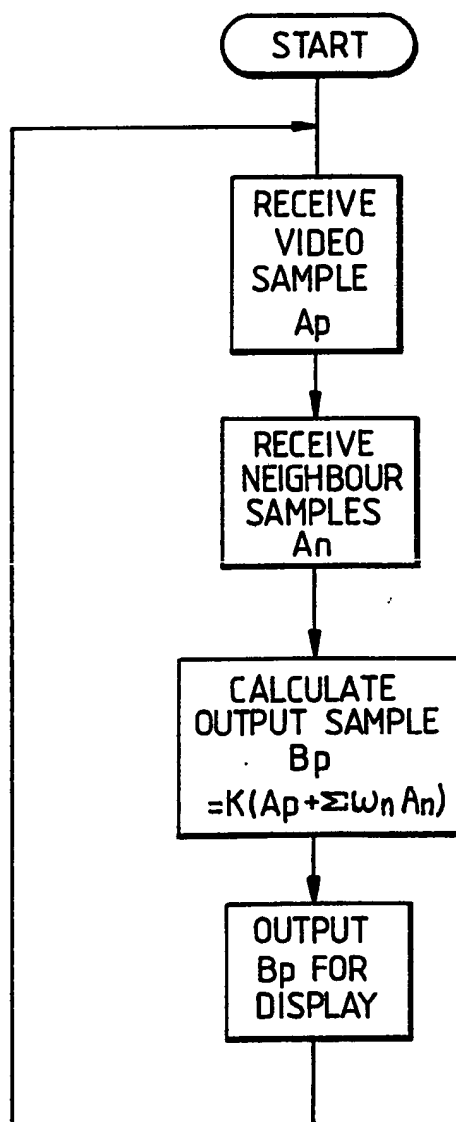 START
RECEIVE
VIDEO
SAMPLE
Ap
RECEIVE
NEIGHBOUR
SAMPLES
An
CALCULATE
OUTPUT SAMPLE
Bp
=K(Ap+Σωn An)
OUTPUT
Bp FOR
DISPLAY